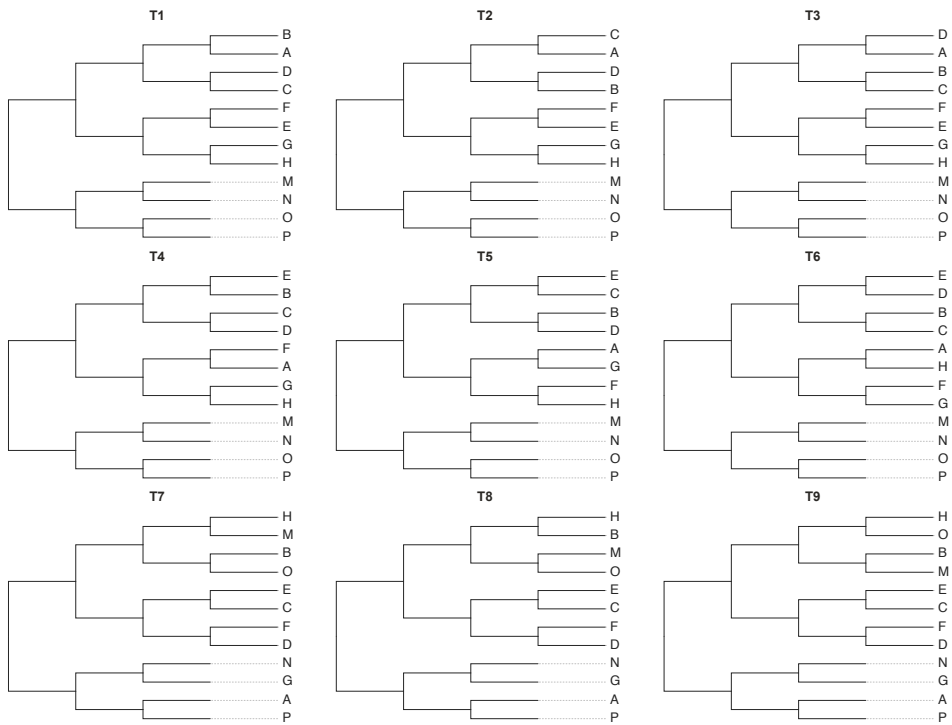 T1 T2 T3
B C D
A A A
D D B
C B C
F F F
E E E
G G G
H H H
M M M
N N N
O O O
P P P
T4 T5 T6
E E E
B C D
C B B
D D C
F A A
A G H
G F F
H H G
M M M
N N N
O O O
P P P
T7 T8 T9
H H H
M B O
B M B
O O M
E E E
C C C
F F F
D D D
N N N
G G G
A A A
P P P